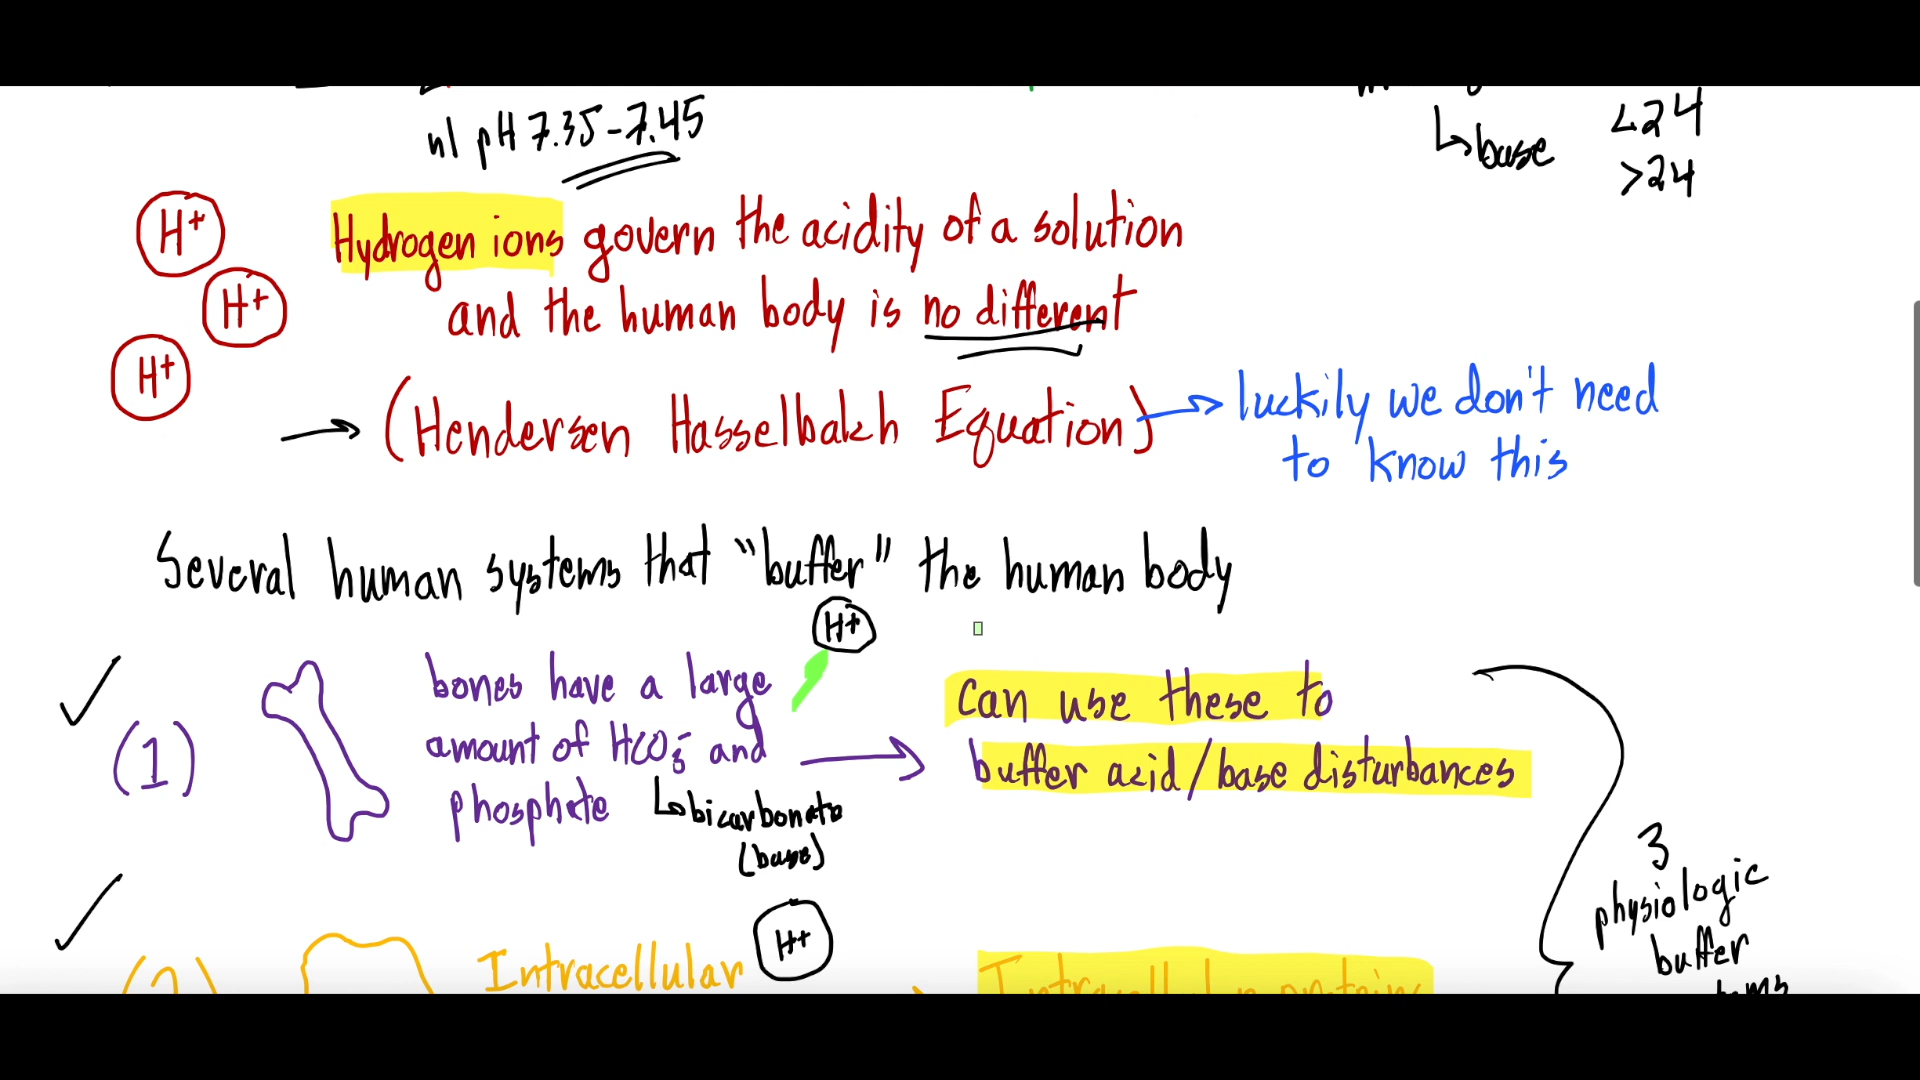 nl pH 7.35-7.45
↳base
<24
>24
H+
H+
H+
Hydrogen ions govern the acidity of a solution
and the human body is no different
→ (Hendersen Hasselbalch Equation) → luckily we don't need
to know this
Several human systems that "buffer" the human body
H+
(1)
bones have a large
amount of HCO3- and
phosphate
↳bicarbonate
(base)
→ can use these to
buffer acid/base disturbances
3
physiologic
buffer
Intracellular
H+